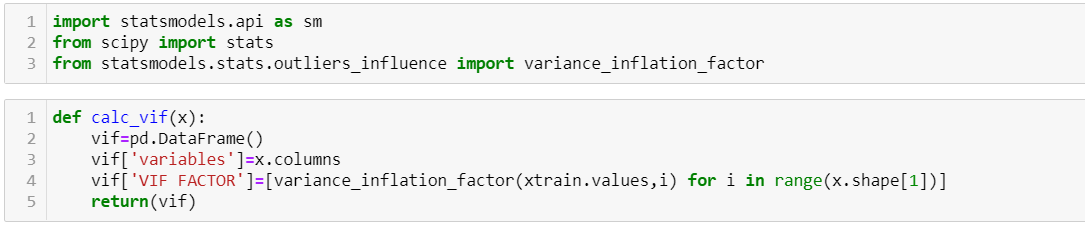 1 import statsmodels.api as sm
2 from scipy import stats
3 from statsmodels.stats.outliers_influence import variance_inflation_factor
1 def calc_vif(x):
2     vif=pd.DataFrame()
3     vif['variables']=x.columns
4     vif['VIF FACTOR']=[variance_inflation_factor(xtrain.values,i) for i in range(x.shape[1])]
5     return(vif)